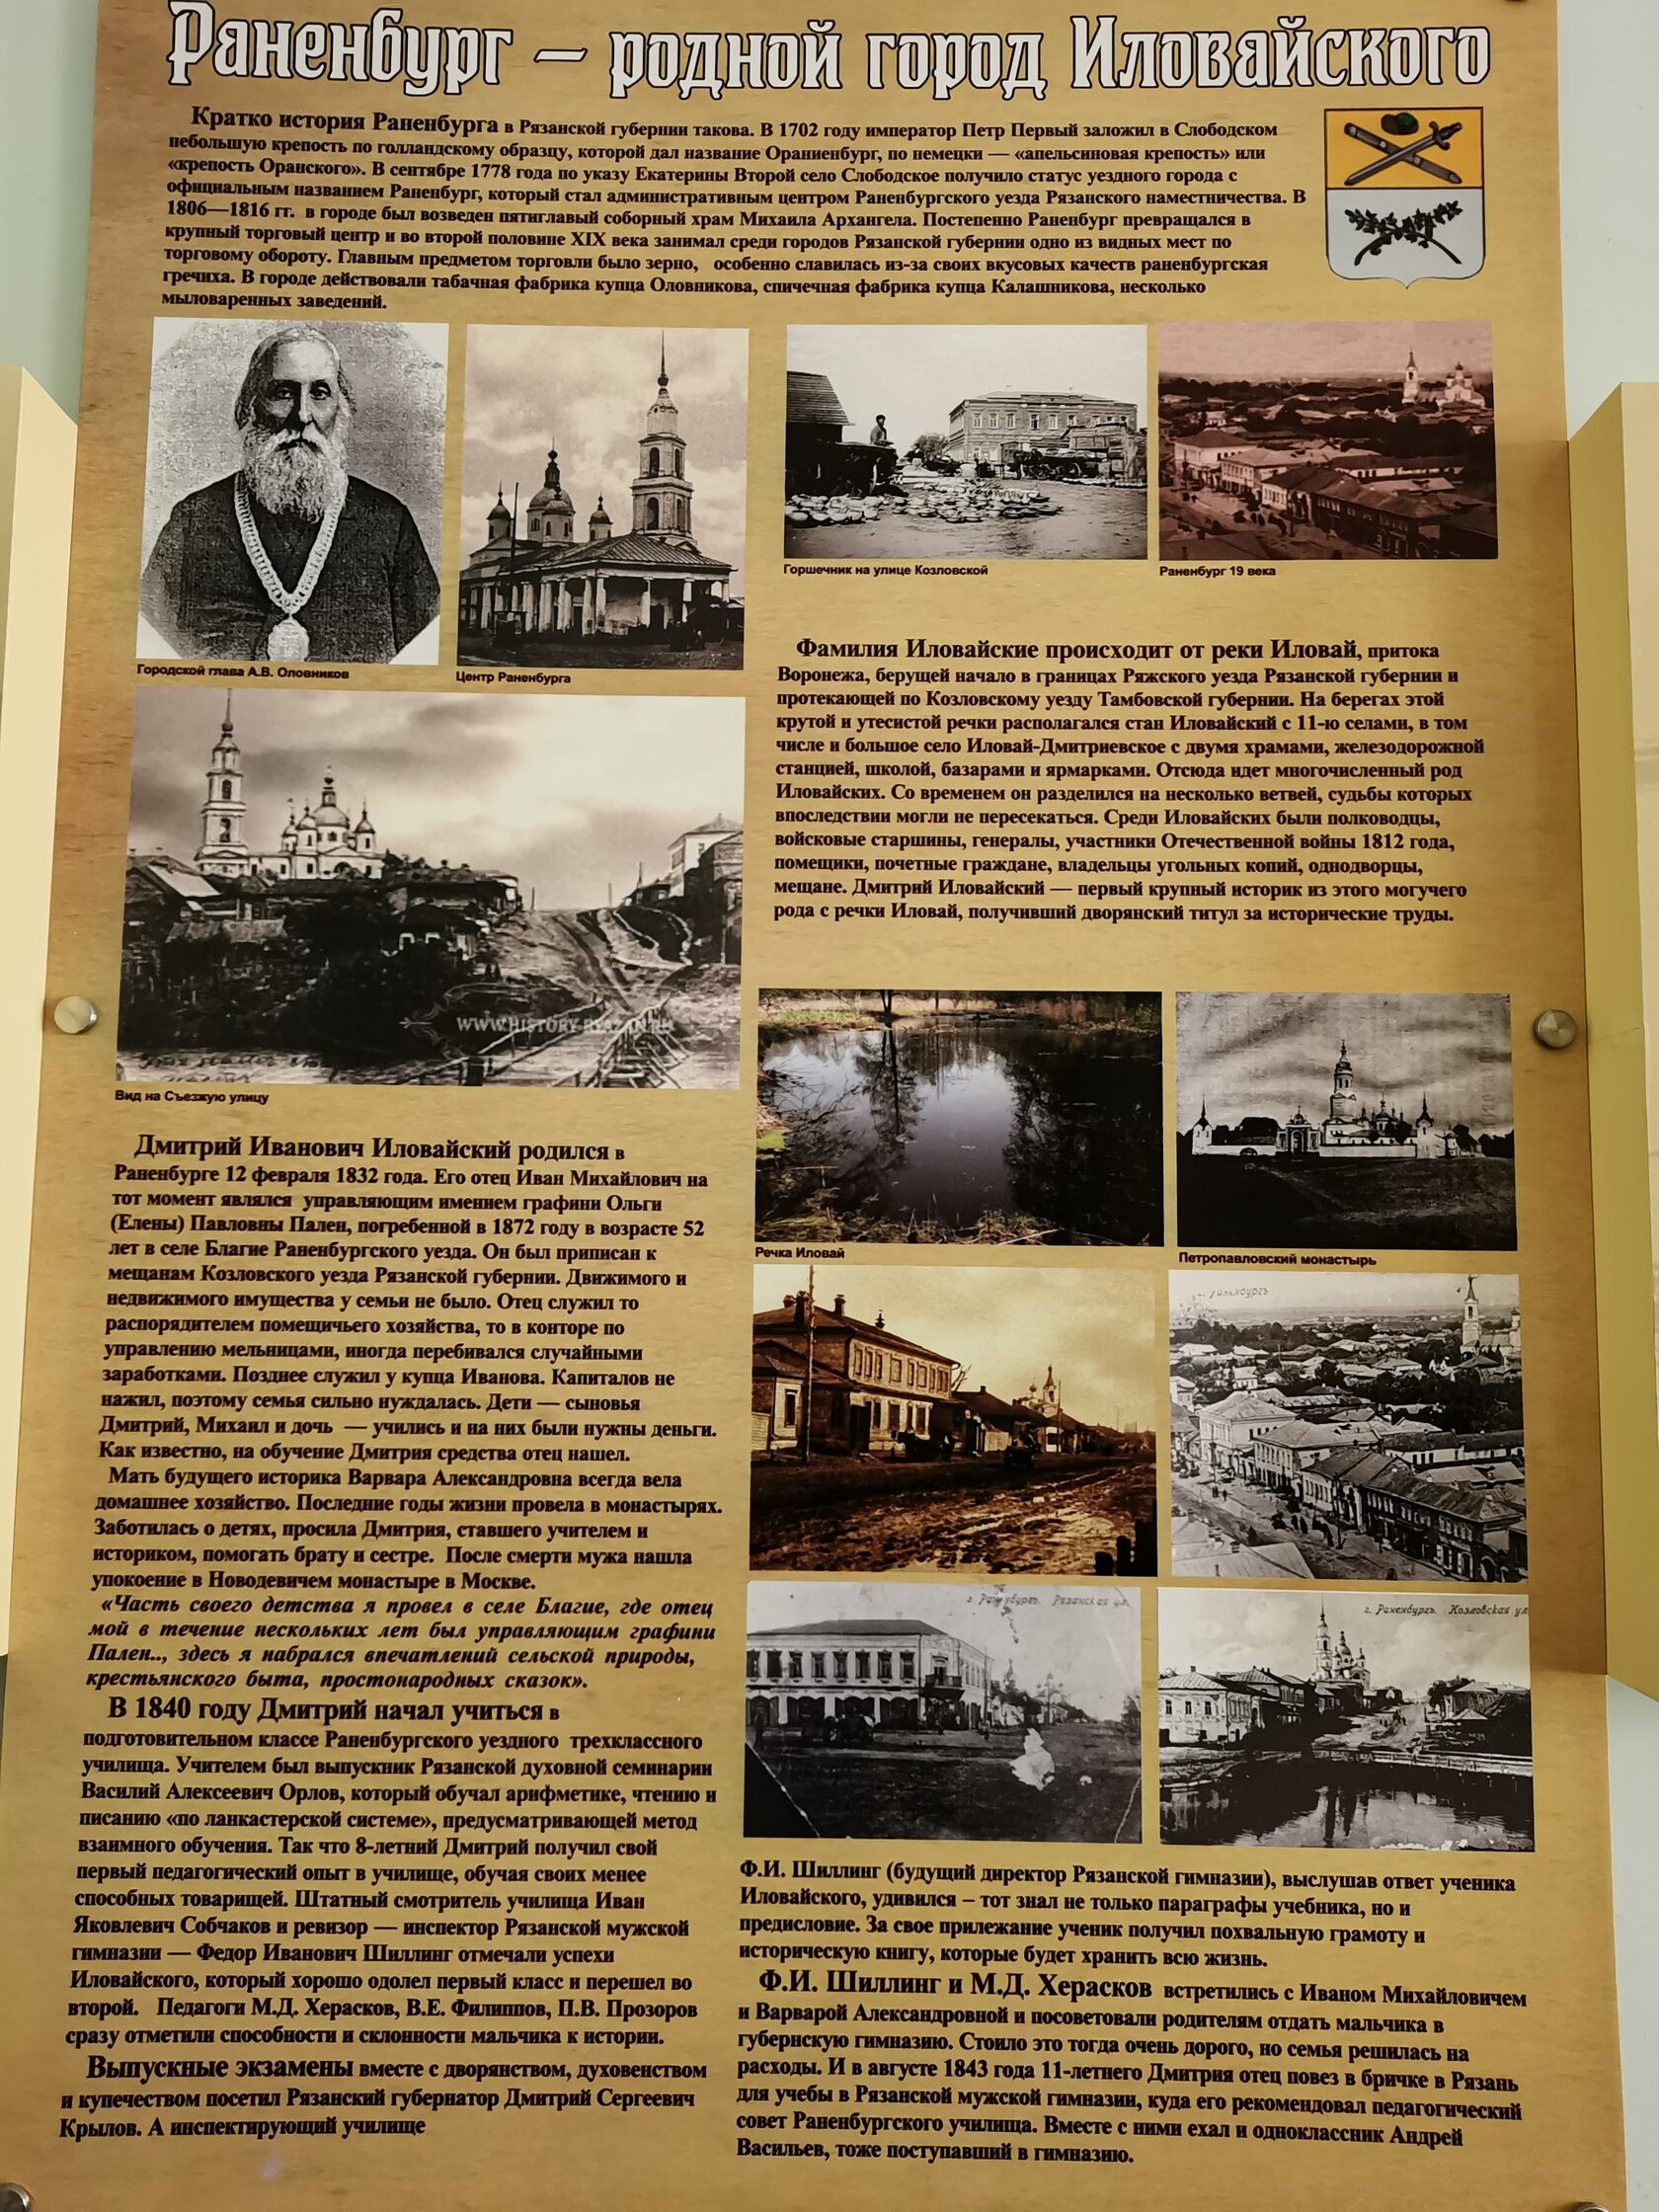 Раненбург – родной город Иловайского
Кратко история Раненбурга в Рязанской губернии такова. В 1702 году император Петр Первый заложил в Слободском
небольшую крепость по голландскому образцу, которой дал название Ораниенбург, по немецки — «апельсиновая крепость» или
«крепость Оранского». В сентябре 1778 года по указу Екатерины Второй село Слободское получило статус уездного города с
официальным названием Раненбург, который стал административным центром Раненбургского уезда Рязанского наместничества. В
1806—1816 гг. в городе был возведен пятиглавый соборный храм Михаила Архангела. Постепенно Раненбург превращался в
крупный торговый центр и во второй половине XIX века занимал среди городов Рязанской губернии одно из видных мест по
торговому обороту. Главным предметом торговли было зерно, особенно славилась из-за своих вкусовых качеств раненбургская
гречиха. В городе действовали табачная фабрика купца Оловникова, спичечная фабрика купца Калашникова, несколько
мыловаренных заведений.
Городской глава А.В. Оловников
Центр Раненбурга
Горшечник на улице Козловской
Раненбург 19 века
WWW.HISTORY-RYAZAN.RU
Вид на Съезжую улицу
Фамилия Иловайские происходит от реки Иловай, притока
Воронежа, берущей начало в границах Ряжского уезда Рязанской губернии и
протекающей по Козловскому уезду Тамбовской губернии. На берегах этой
крутой и утесистой речки располагался стан Иловайский с 11-ю селами, в том
числе и большое село Иловай-Дмитриевское с двумя храмами, железодорожной
станцией, школой, базарами и ярмарками. Отсюда идет многочисленный род
Иловайских. Со временем он разделился на несколько ветвей, судьбы которых
впоследствии могли не пересекаться. Среди Иловайских были полководцы,
войсковые старшины, генералы, участники Отечественной войны 1812 года,
помещики, почетные граждане, владельцы угольных копий, однодворцы,
мещане. Дмитрий Иловайский — первый крупный историк из этого могучего
рода с речки Иловай, получивший дворянский титул за исторические труды.
Речка Иловай
Петропавловский монастырь
г. Раненбург. Рязанская ул.
г. Раненбург. Козловская ул.
Дмитрий Иванович Иловайский родился в
Раненбурге 12 февраля 1832 года. Его отец Иван Михайлович на
тот момент являлся управляющим имением графини Ольги
(Елены) Павловны Пален, погребенной в 1872 году в возрасте 52
лет в селе Благие Раненбургского уезда. Он был приписан к
мещанам Козловского уезда Рязанской губернии. Движимого и
недвижимого имущества у семьи не было. Отец служил то
распорядителем помещичьего хозяйства, то в конторе по
управлению мельницами, иногда перебивался случайными
заработками. Позднее служил у купца Иванова. Капиталов не
нажил, поэтому семья сильно нуждалась. Дети — сыновья
Дмитрий, Михаил и дочь — учились и на них были нужны деньги.
Как известно, на обучение Дмитрия средства отец нашел.
Мать будущего историка Варвара Александровна всегда вела
домашнее хозяйство. Последние годы жизни провела в монастырях.
Заботилась о детях, просила Дмитрия, ставшего учителем и
историком, помогать брату и сестре. После смерти мужа нашла
упокоение в Новодевичем монастыре в Москве.
«Часть своего детства я провел в селе Благие, где отец
мой в течение нескольких лет был управляющим графини
Пален.., здесь я набрался впечатлений сельской природы,
крестьянского быта, простонародных сказок».
В 1840 году Дмитрий начал учиться в
подготовительном классе Раненбургского уездного трехклассного
училища. Учителем был выпускник Рязанской духовной семинарии
Василий Алексеевич Орлов, который обучал арифметике, чтению и
писанию «по ланкастерской системе», предусматривающей метод
взаимного обучения. Так что 8-летний Дмитрий получил свой
первый педагогический опыт в училище, обучая своих менее
способных товарищей. Штатный смотритель училища Иван
Яковлевич Собчаков и ревизор — инспектор Рязанской мужской
гимназии — Федор Иванович Шиллинг отмечали успехи
Иловайского, который хорошо одолел первый класс и перешел во
второй. Педагоги М.Д. Херасков, В.Е. Филиппов, П.В. Прозоров
сразу отметили способности и склонности мальчика к истории.
Выпускные экзамены вместе с дворянством, духовенством
и купечеством посетил Рязанский губернатор Дмитрий Сергеевич
Крылов. А инспектирующий училище
Ф.И. Шиллинг (будущий директор Рязанской гимназии), выслушав ответ ученика
Иловайского, удивился – тот знал не только параграфы учебника, но и
предисловие. За свое прилежание ученик получил похвальную грамоту и
историческую книгу, которые будет хранить всю жизнь.
Ф.И. Шиллинг и М.Д. Херасков встретились с Иваном Михайловичем
и Варварой Александровной и посоветовали родителям отдать мальчика в
губернскую гимназию. Стоило это тогда очень дорого, но семья решилась на
расходы. И в августе 1843 года 11-летнего Дмитрия отец повез в бричке в Рязань
для учебы в Рязанской мужской гимназии, куда его рекомендовал педагогический
совет Раненбургского училища. Вместе с ними ехал и одноклассник Андрей
Васильев, тоже поступавший в гимназию.